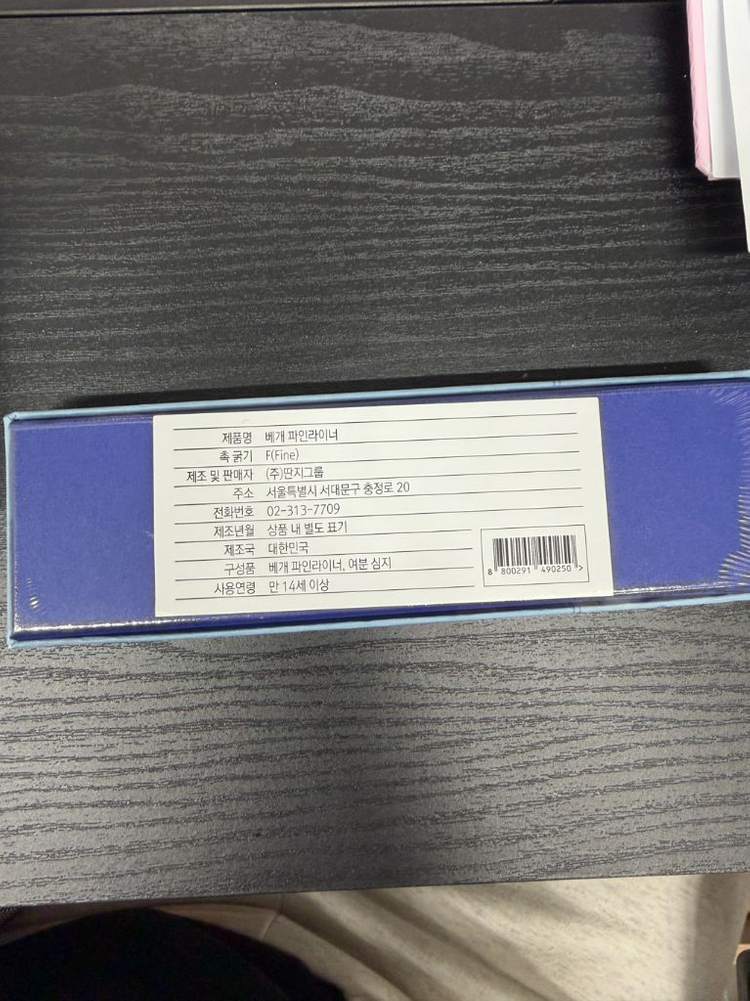 제품명 베개 파인라이너
촉 굵기 F(Fine)
제조 및 판매자 (주)딴지그룹
주소 서울특별시 서대문구 충정로 20
전화번호 02-313-7709
제조년월 상품 내 별도 표기
제조국 대한민국
구성품 베개 파인라이너, 여분 심지
사용연령 만 14세 이상
8 800291 490250 >